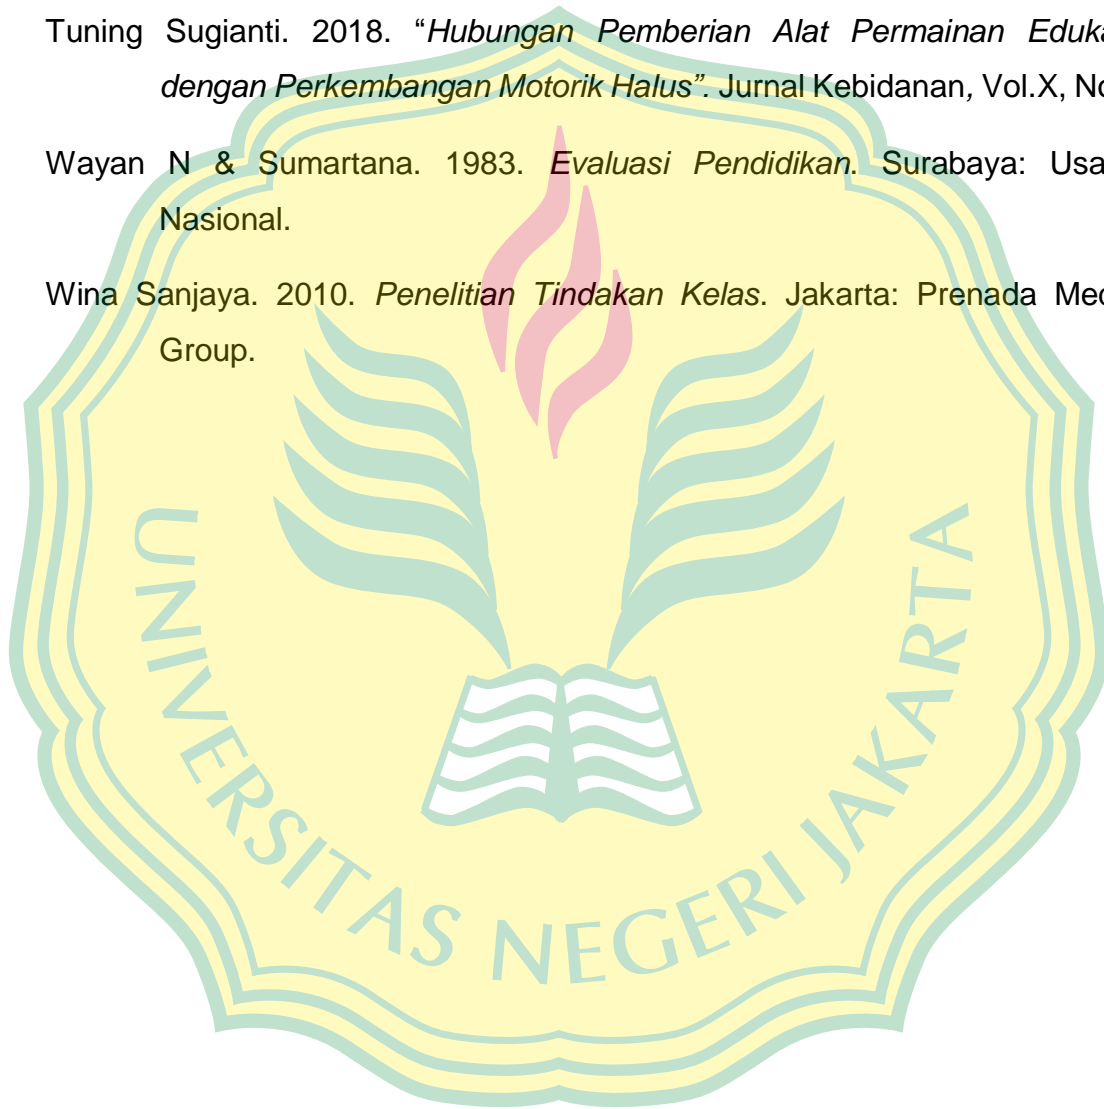 Tuning Sugianti. 2018. “Hubungan Pemberian Alat Permainan Eduka
dengan Perkembangan Motorik Halus”. Jurnal Kebidanan, Vol.X, No
Wayan N & Sumartana. 1983. Evaluasi Pendidikan. Surabaya: Usa
Nasional.
Wina Sanjaya. 2010. Penelitian Tindakan Kelas. Jakarta: Prenada Med
Group.
UNIVERSITAS NEGERI JAKARTA